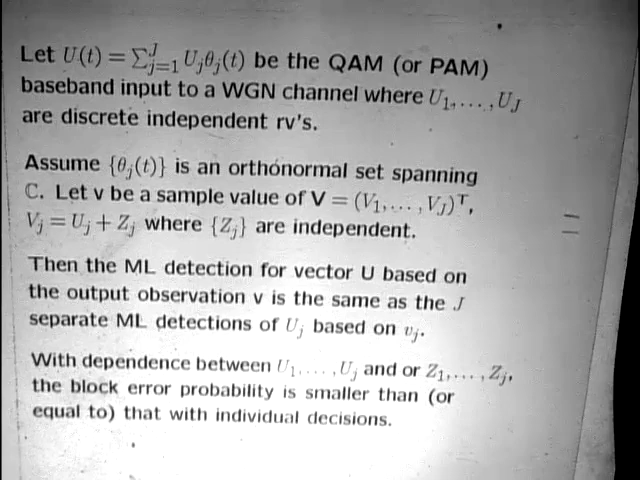 Let U(t) = ∑_{j=1}^{J} U_jθ_j(t) be the QAM (or PAM)
baseband input to a WGN channel where U_1,...,U_J
are discrete independent rv's.
Assume {θ_j(t)} is an orthonormal set spanning
ℂ. Let v be a sample value of V = (V_1,...,V_J)^T,
V_j = U_j + Z_j where {Z_j} are independent.
Then the ML detection for vector U based on
the output observation v is the same as the J
separate ML detections of U_j based on v_j.
With dependence between U_1,...,U_j and or Z_1,...,Z_j,
the block error probability is smaller than (or
equal to) that with individual decisions.